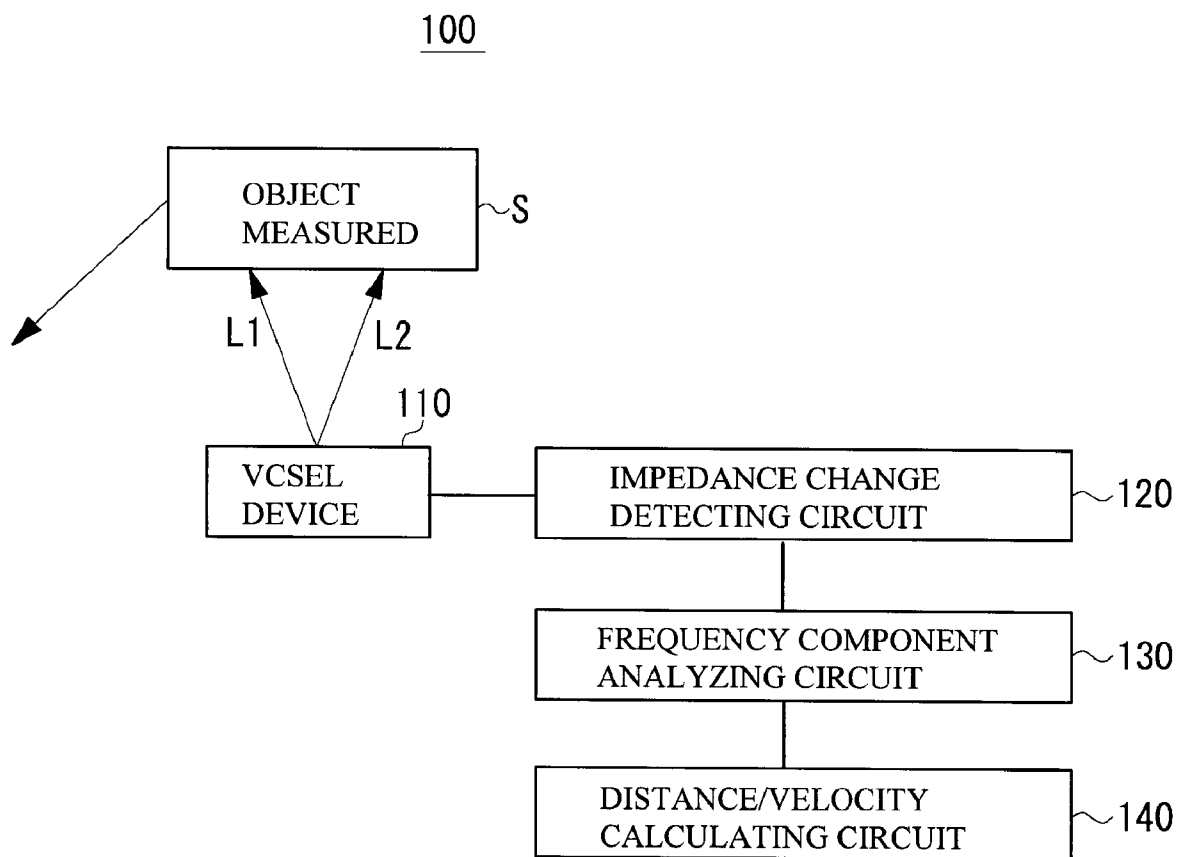 100
OBJECT
MEASURED
S
L1
L2
110
VCSEL
DEVICE
IMPEDANCE CHANGE
DETECTING CIRCUIT
120
FREQUENCY COMPONENT
ANALYZING CIRCUIT
130
DISTANCE/VELOCITY
CALCULATING CIRCUIT
140